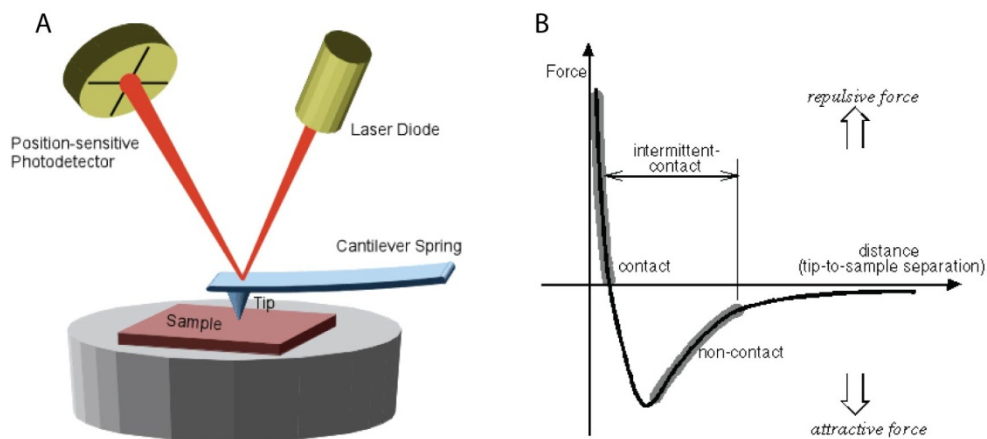 A
Position-sensitive
Photodetector
Laser Diode
Cantilever Spring
Tip
Sample
B
Force
repulsive force
intermittent-
contact
distance
(tip-to-sample separation)
contact
non-contact
attractive force